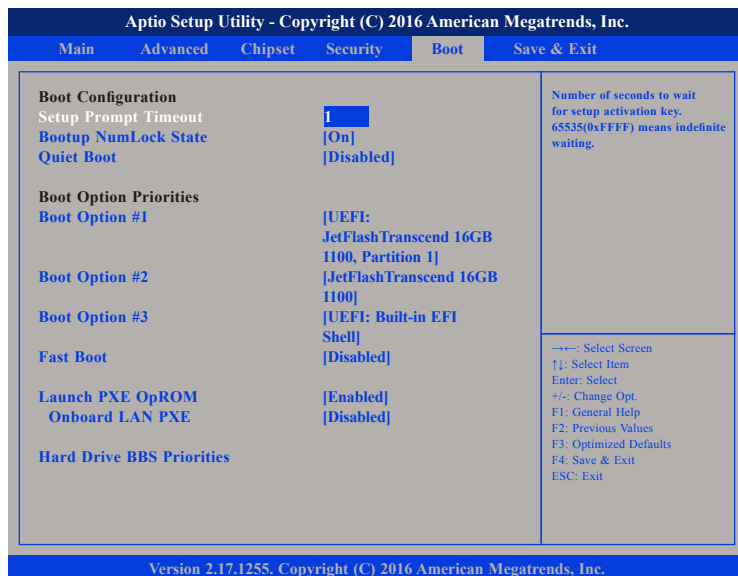 Aptio Setup Utility - Copyright (C) 2016 American Megatrends, Inc.
Main Advanced Chipset Security Boot Save & Exit
Boot Configuration
Setup Prompt Timeout 1
Bootup NumLock State [On]
Quiet Boot [Disabled]
Boot Option Priorities
Boot Option #1 [UEFI:
JetFlashTranscend 16GB
1100, Partition 1]
Boot Option #2 [JetFlashTranscend 16GB
1100]
Boot Option #3 [UEFI: Built-in EFI
Shell]
Fast Boot [Disabled]
Launch PXE OpROM [Enabled]
Onboard LAN PXE [Disabled]
Hard Drive BBS Priorities
Number of seconds to wait
for setup activation key.
65535(0xFFFF) means indefinite
waiting.
→←: Select Screen
↑↓: Select Item
Enter: Select
+/-: Change Opt.
F1: General Help
F2: Previous Values
F3: Optimized Defaults
F4: Save & Exit
ESC: Exit
Version 2.17.1255. Copyright (C) 2016 American Megatrends, Inc.